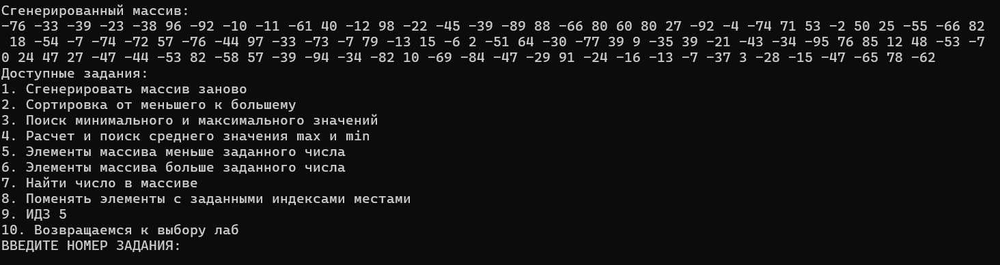 Сгенерированный массив:
-76 -33 -39 -23 -38 96 -92 -10 -11 -61 40 -12 98 -22 -45 -39 -89 88 -66 80 60 80 27 -92 -4 -74 71 53 -2 50 25 -55 -66 82
18 -54 -7 -74 -72 57 -76 -44 97 -33 -73 -7 79 -13 15 -6 2 -51 64 -30 -77 39 9 -35 39 -21 -43 -34 -95 76 85 12 48 -53 -7
0 24 47 27 -47 -44 -53 82 -58 57 -39 -94 -34 -82 10 -69 -84 -47 -29 91 -24 -16 -13 -7 -37 3 -28 -15 -47 -65 78 -62
Доступные задания:
1. Сгенерировать массив заново
2. Сортировка от меньшего к большему
3. Поиск минимального и максимального значений
4. Расчет и поиск среднего значения max и min
5. Элементы массива меньше заданного числа
6. Элементы массива больше заданного числа
7. Найти число в массиве
8. Поменять элементы с заданными индексами местами
9. ИДЗ 5
10. Возвращаемся к выбору лаб
ВВЕДИТЕ НОМЕР ЗАДАНИЯ: